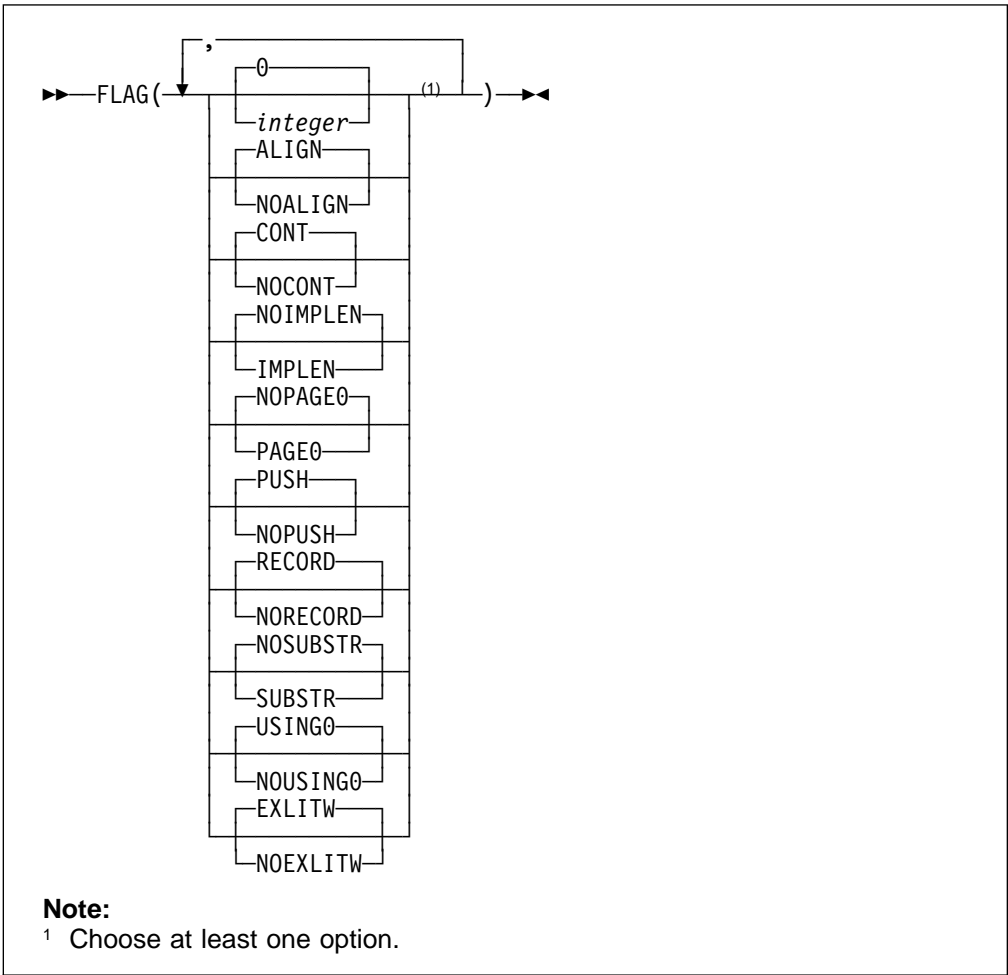 ,
0
FLAG( (1) )
integer
ALIGN
NOALIGN
CONT
NOCONT
NOIMPLEN
IMPLEN
NOPAGE0
PAGE0
PUSH
NOPUSH
RECORD
NORECORD
NOSUBSTR
SUBSTR
USING0
NOUSING0
EXLITW
NOEXLITW
Note:
1 Choose at least one option.